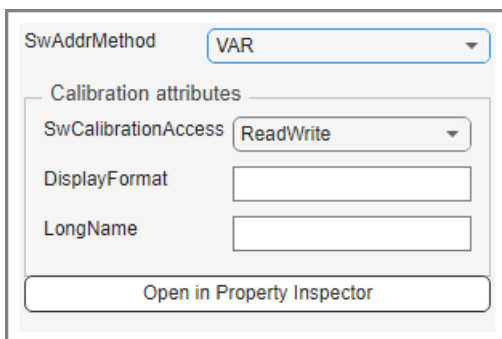 SwAddrMethod VAR
Calibration attributes
SwCalibrationAccess ReadWrite
DisplayFormat
LongName
Open in Property Inspector